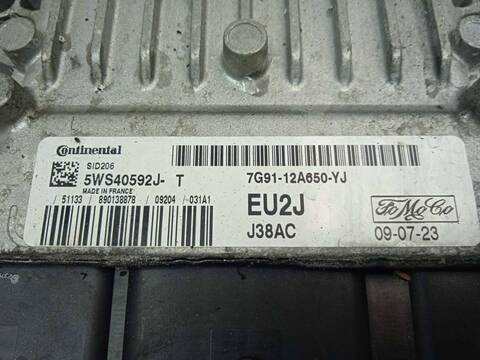 Continental
SID206
5WS40592J- T
MADE IN FRANCE
51133 890138878 09204 031A1
7G91-12A650-YJ
EU2J
J38AC
FoMoCo
09-07-23